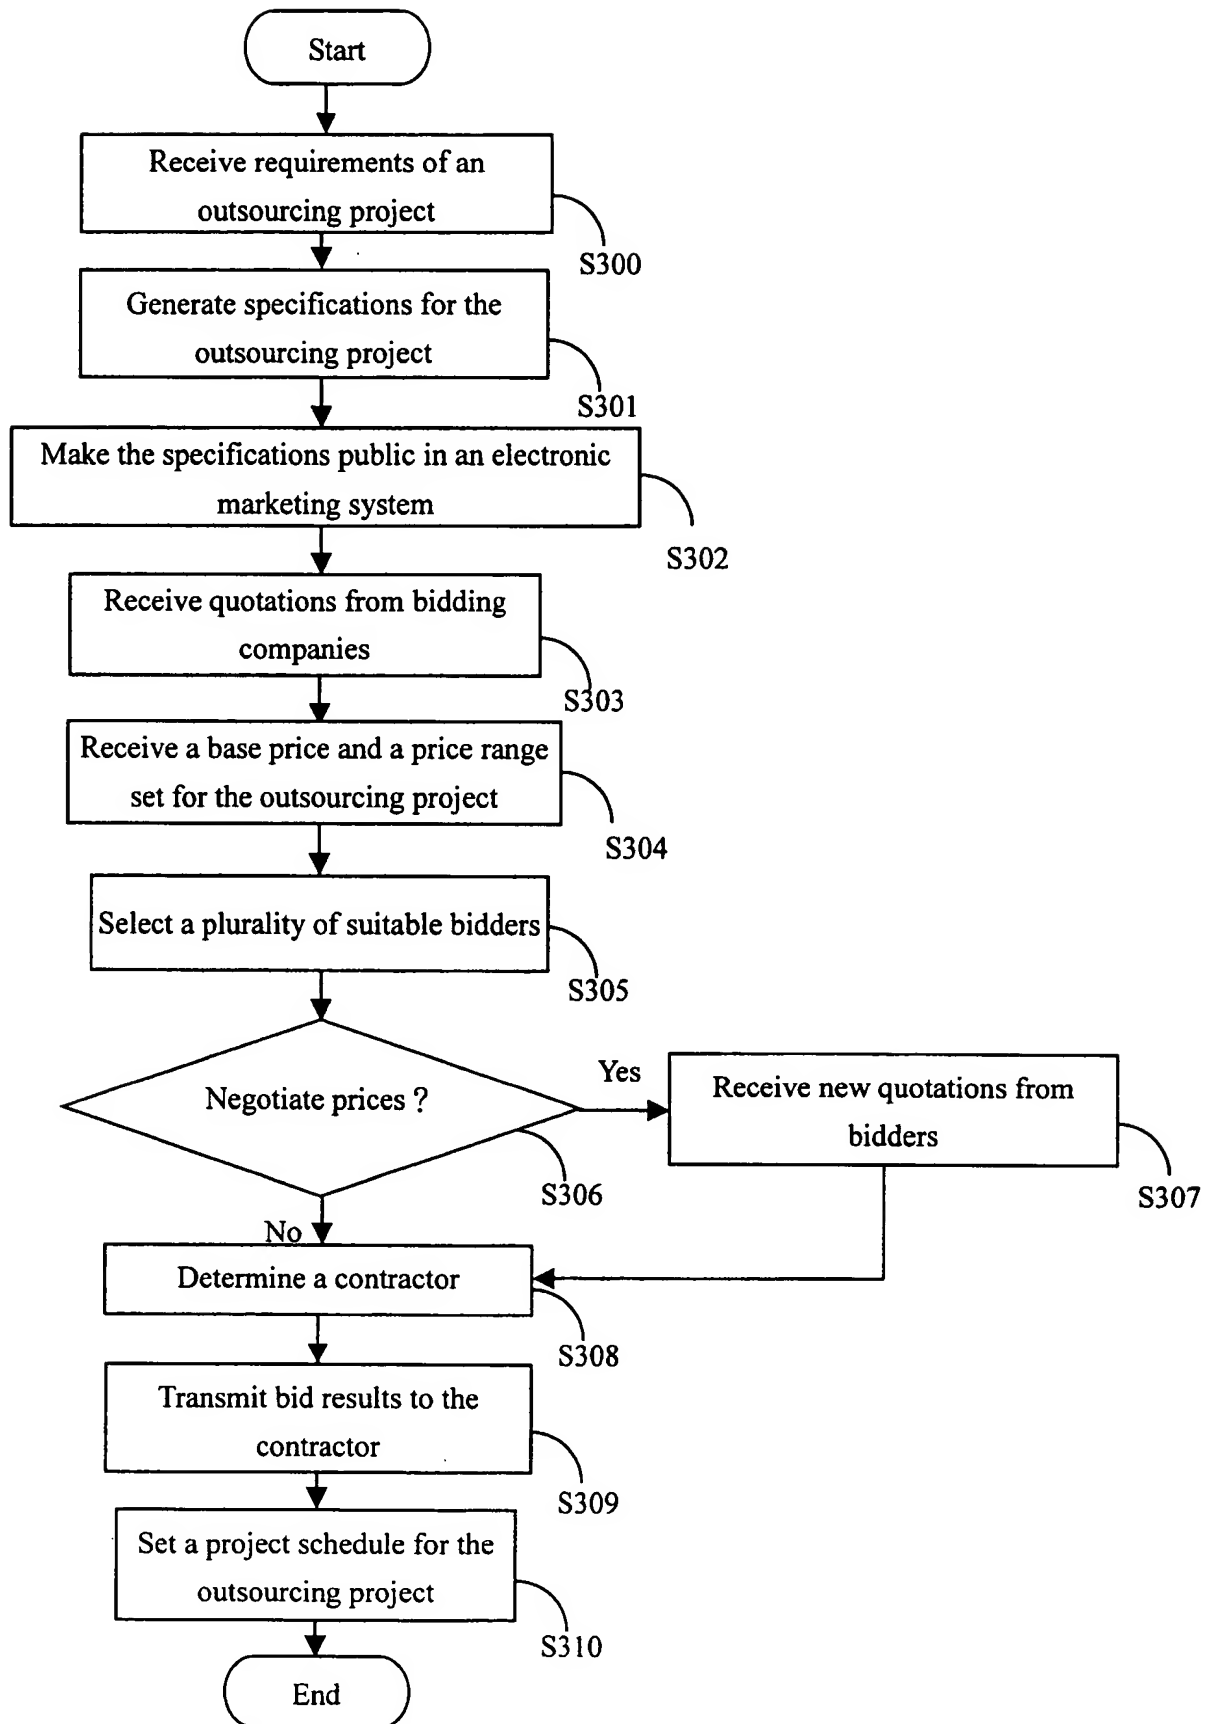 Start
Receive requirements of an
outsourcing project
S300
Generate specifications for the
outsourcing project
S301
Make the specifications public in an electronic
marketing system
S302
Receive quotations from bidding
companies
S303
Receive a base price and a price range
set for the outsourcing project
S304
Select a plurality of suitable bidders
S305
Negotiate prices ?
S306
Yes
Receive new quotations from
bidders
S307
No
Determine a contractor
S308
Transmit bid results to the
contractor
S309
Set a project schedule for the
outsourcing project
S310
End